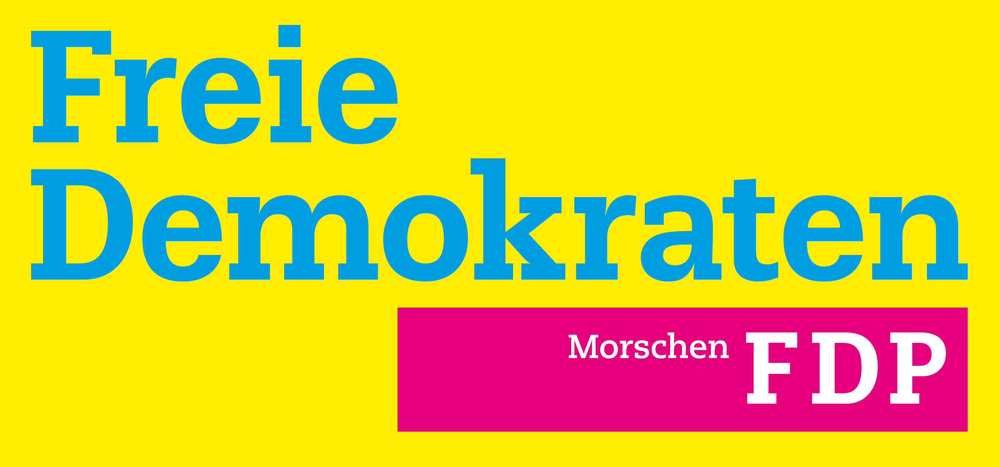 Freie
Demokraten
Morschen FDP